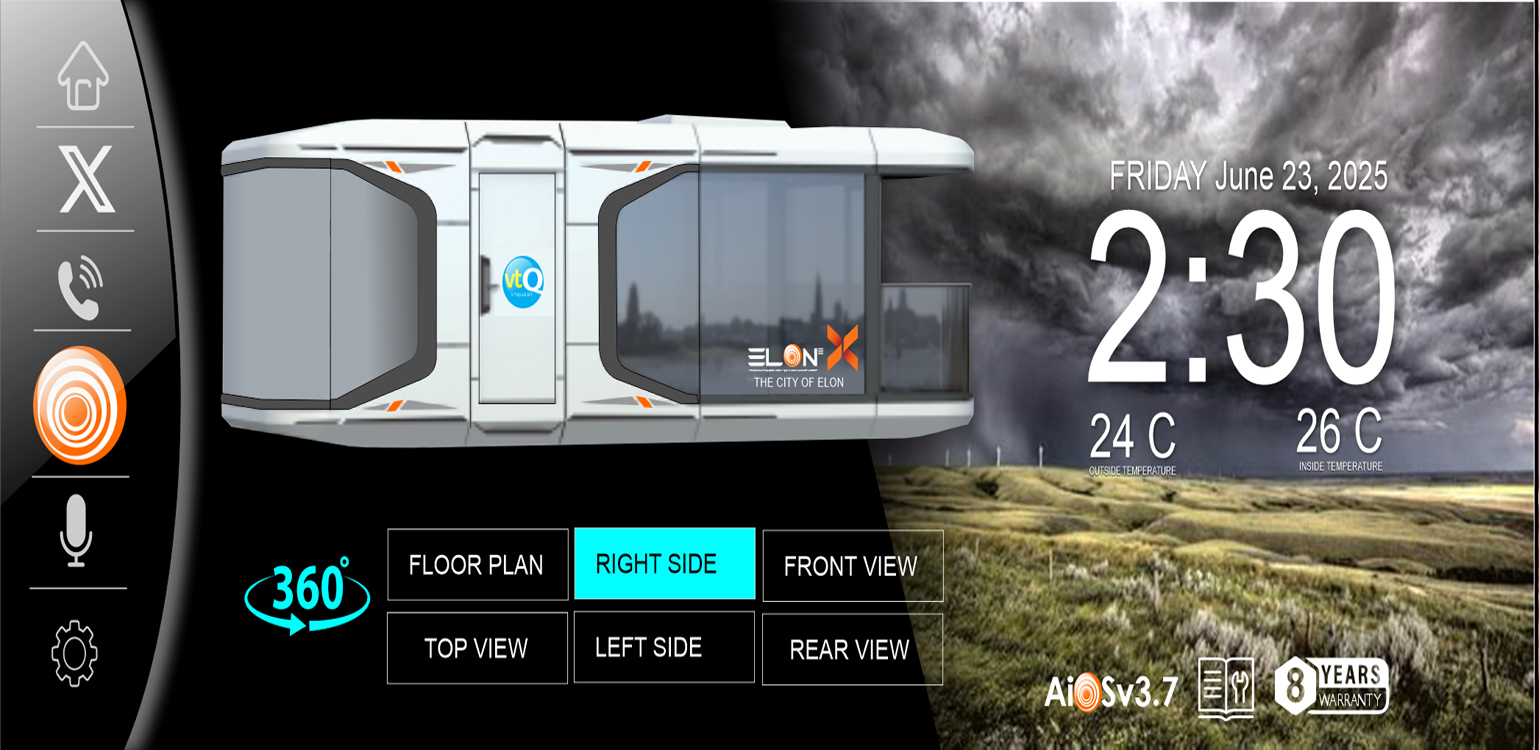 FRIDAY June 23, 2025
2:30
24 C
OUTSIDE TEMPERATURE
26 C
INSIDE TEMPERATURE
vtQ
ELON X
THE CITY OF ELON
360°
FLOOR PLAN
RIGHT SIDE
FRONT VIEW
TOP VIEW
LEFT SIDE
REAR VIEW
AiOSv3.7
8 YEARS
WARRANTY